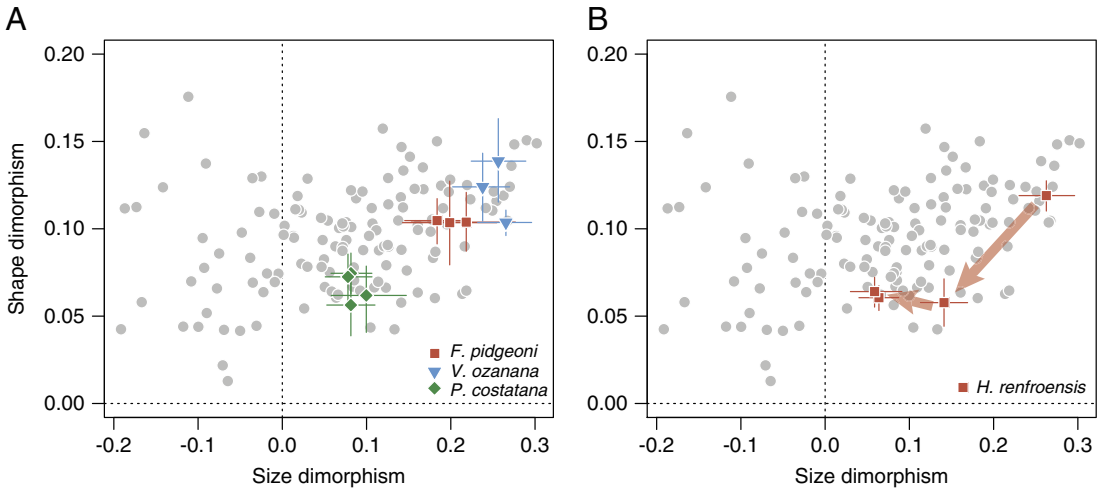 A
Shape dimorphism
0.20
0.15
0.10
0.05
0.00
F. pidgeoni
V. ozanana
P. costatana
-0.2 -0.1 0.0 0.1 0.2 0.3
Size dimorphism
B
0.20
0.15
0.10
0.05
0.00
H. renfroensis
-0.2 -0.1 0.0 0.1 0.2 0.3
Size dimorphism